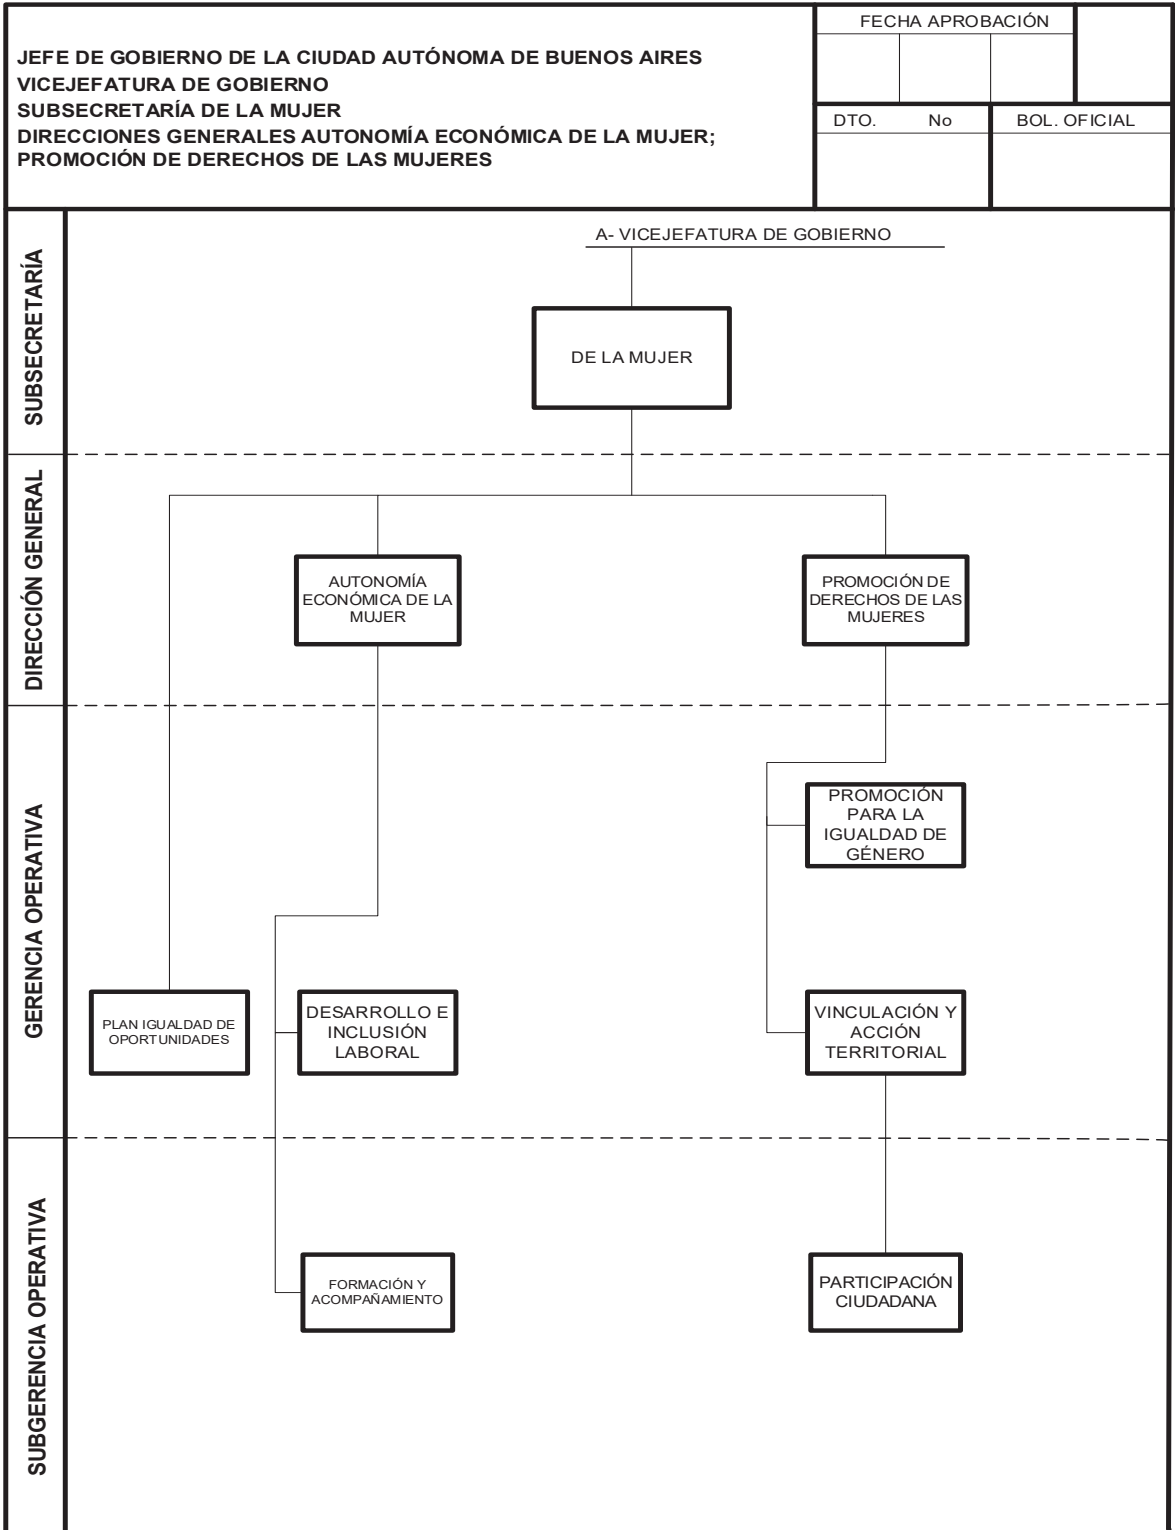 JEFE DE GOBIERNO DE LA CIUDAD AUTÓNOMA DE BUENOS AIRES
VICEJEFATURA DE GOBIERNO
SUBSECRETARÍA DE LA MUJER
DIRECCIONES GENERALES AUTONOMÍA ECONÓMICA DE LA MUJER;
PROMOCIÓN DE DERECHOS DE LAS MUJERES
FECHA APROBACIÓN
DTO. No
BOL. OFICIAL
SUBSECRETARÍA
A- VICEJEFATURA DE GOBIERNO
DE LA MUJER
DIRECCIÓN GENERAL
AUTONOMÍA
ECONÓMICA DE LA
MUJER
PROMOCIÓN DE
DERECHOS DE LAS
MUJERES
GERENCIA OPERATIVA
PROMOCIÓN
PARA LA
IGUALDAD DE
GÉNERO
PLAN IGUALDAD DE
OPORTUNIDADES
DESARROLLO E
INCLUSIÓN
LABORAL
VINCULACIÓN Y
ACCIÓN
TERRITORIAL
SUBGERENCIA OPERATIVA
FORMACIÓN Y
ACOMPAÑAMIENTO
PARTICIPACIÓN
CIUDADANA